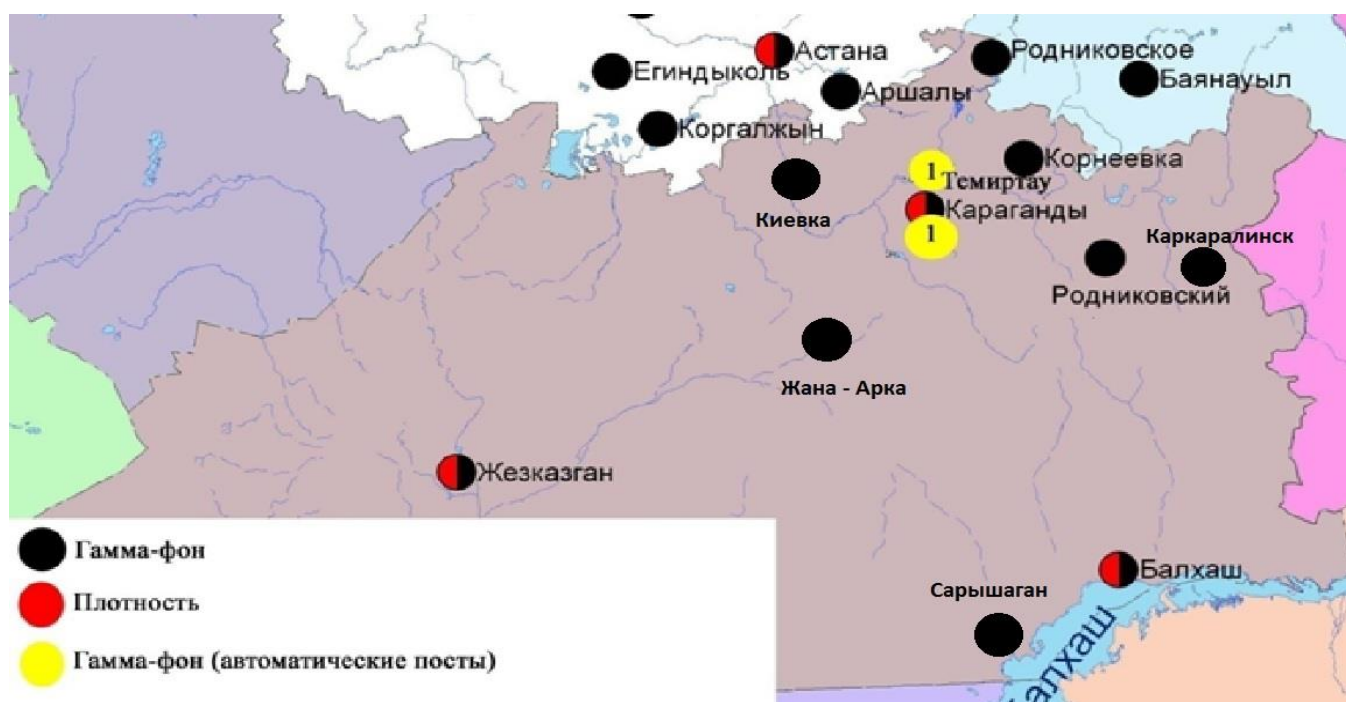 Астана
Родниковское
Егиндыколь
Баянауыл
Аршалы
Коргалжын
Корнеевка
1
Темиртау
Караганды
Киевка
1
Каркаралинск
Родниковский
Жана - Арка
Жезказган
Гамма-фон
Балхаш
Сарышаган
Плотность
Гамма-фон (автоматические посты)